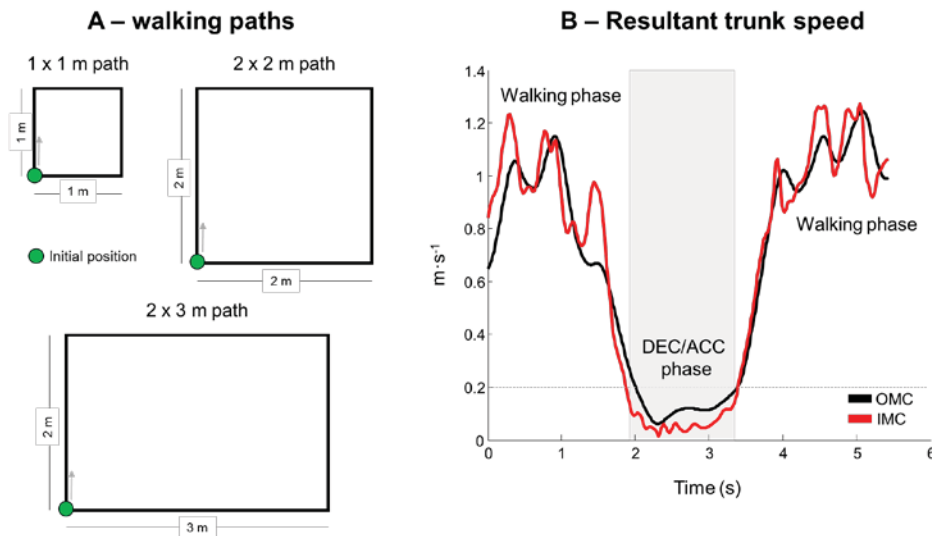 A – walking paths
1 x 1 m path
1 m
1 m
2 x 2 m path
2 m
2 m
Initial position
2 x 3 m path
2 m
3 m
B – Resultant trunk speed
1.4
1.2
1
0.8
0.6
0.4
0.2
0
m·s⁻¹
Walking phase
DEC/ACC
phase
Walking phase
OMC
IMC
0
1
2
3
4
5
6
Time (s)